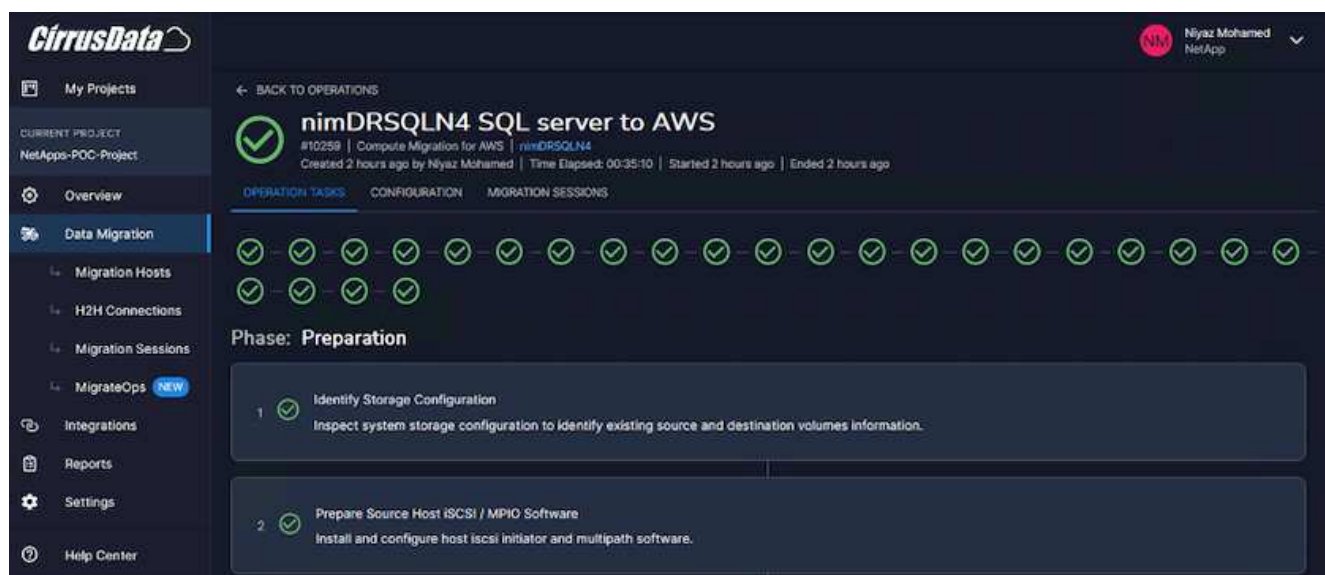 CirrusData
NM
Niyaz Mohamed
NetApp
My Projects
CURRENT PROJECT
NetApps-POC-Project
Overview
Data Migration
Migration Hosts
H2H Connections
Migration Sessions
MigrateOps NEW
Integrations
Reports
Settings
Help Center
← BACK TO OPERATIONS
nimDRSQLN4 SQL server to AWS
#10259 | Compute Migration for AWS | nimDRSQLN4
Created 2 hours ago by Niyaz Mohamed | Time Elapsed: 00:35:10 | Started 2 hours ago | Ended 2 hours ago
OPERATION TASKS CONFIGURATION MIGRATION SESSIONS
Phase: Preparation
1 Identify Storage Configuration
Inspect system storage configuration to identify existing source and destination volumes information.
2 Prepare Source Host iSCSI / MPIO Software
Install and configure host iscsi initiator and multipath software.